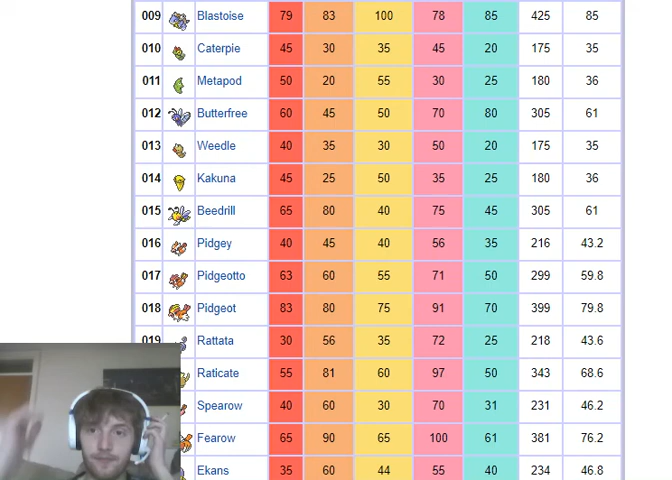 009 Blastoise 79 83 100 78 85 425 85
010 Caterpie 45 30 35 45 20 175 35
011 Metapod 50 20 55 30 25 180 36
012 Butterfree 60 45 50 70 80 305 61
013 Weedle 40 35 30 50 20 175 35
014 Kakuna 45 25 50 35 25 180 36
015 Beedrill 65 80 40 75 45 305 61
016 Pidgey 40 45 40 56 35 216 43.2
017 Pidgeotto 63 60 55 71 50 299 59.8
018 Pidgeot 83 80 75 91 70 399 79.8
019 Rattata 30 56 35 72 25 218 43.6
Raticate 55 81 60 97 50 343 68.6
Spearow 40 60 30 70 31 231 46.2
Fearow 65 90 65 100 61 381 76.2
Ekans 35 60 44 55 40 234 46.8